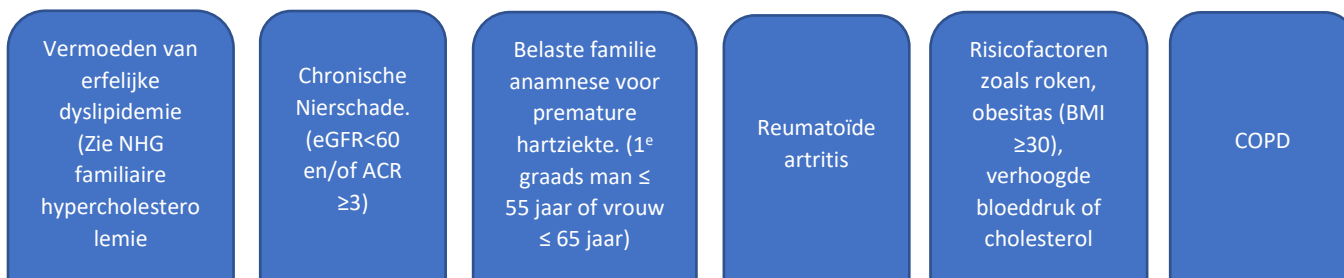 Vermoeden van
erfelijke
dyslipidemie
(Zie NHG
familiaire
hypercholestero
lemie
Chronische
Nierschade.
(eGFR<60
en/of ACR
≥3)
Belaste familie
anamnese voor
premature
hartziekte. (1e
graads man ≤
55 jaar of vrouw
≤ 65 jaar)
Reumatoïde
artritis
Risicofactoren
zoals roken,
obesitas (BMI
≥30),
verhoogde
bloeddruk of
cholesterol
COPD